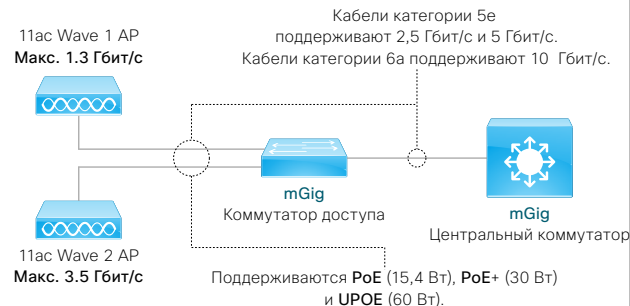 Кабели категории 5e
поддерживают 2,5 Гбит/с и 5 Гбит/с.
Кабели категории 6a поддерживают 10 Гбит/с.
11ac Wave 1 AP
Макс. 1.3 Гбит/с
mGig
Коммутатор доступа
mGig
Центральный коммутатор
11ac Wave 2 AP
Макс. 3.5 Гбит/с
Поддерживаются PoE (15,4 Вт), PoE+ (30 Вт)
и UPOE (60 Вт).